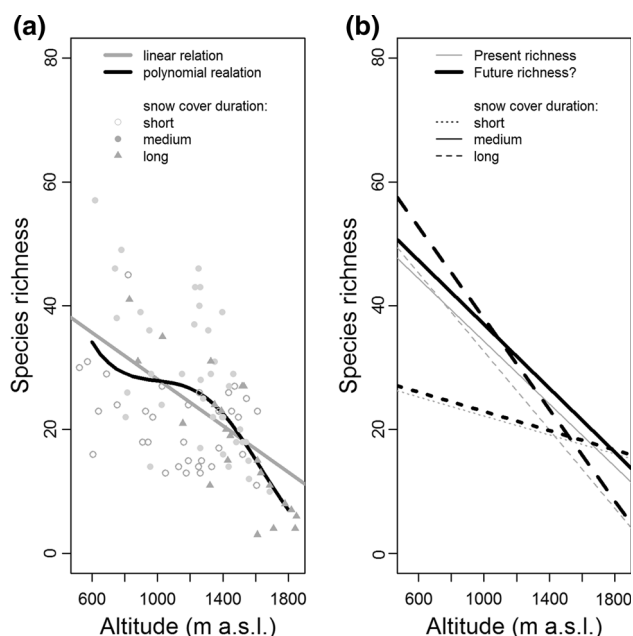 (a)
linear relation
polynomial realation
snow cover duration:
short
medium
long
80
60
40
20
0
Species richness
600
1000
1400
1800
Altitude (m a.s.l.)
(b)
Present richness
Future richness?
snow cover duration:
short
medium
long
80
60
40
20
0
Species richness
600
1000
1400
1800
Altitude (m a.s.l.)